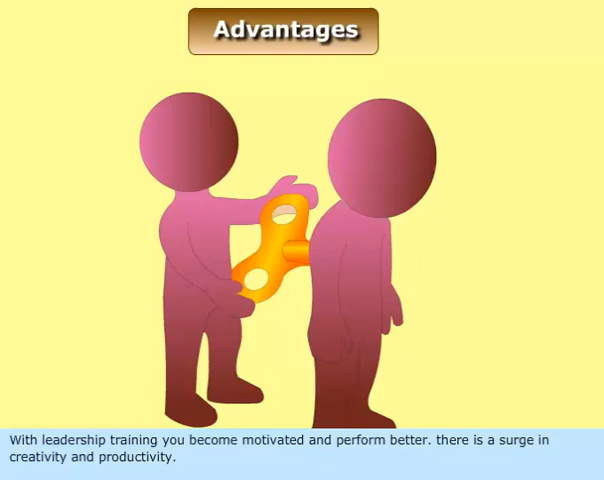 Advantages
With leadership training you become motivated and perform better. there is a surge in
creativity and productivity.